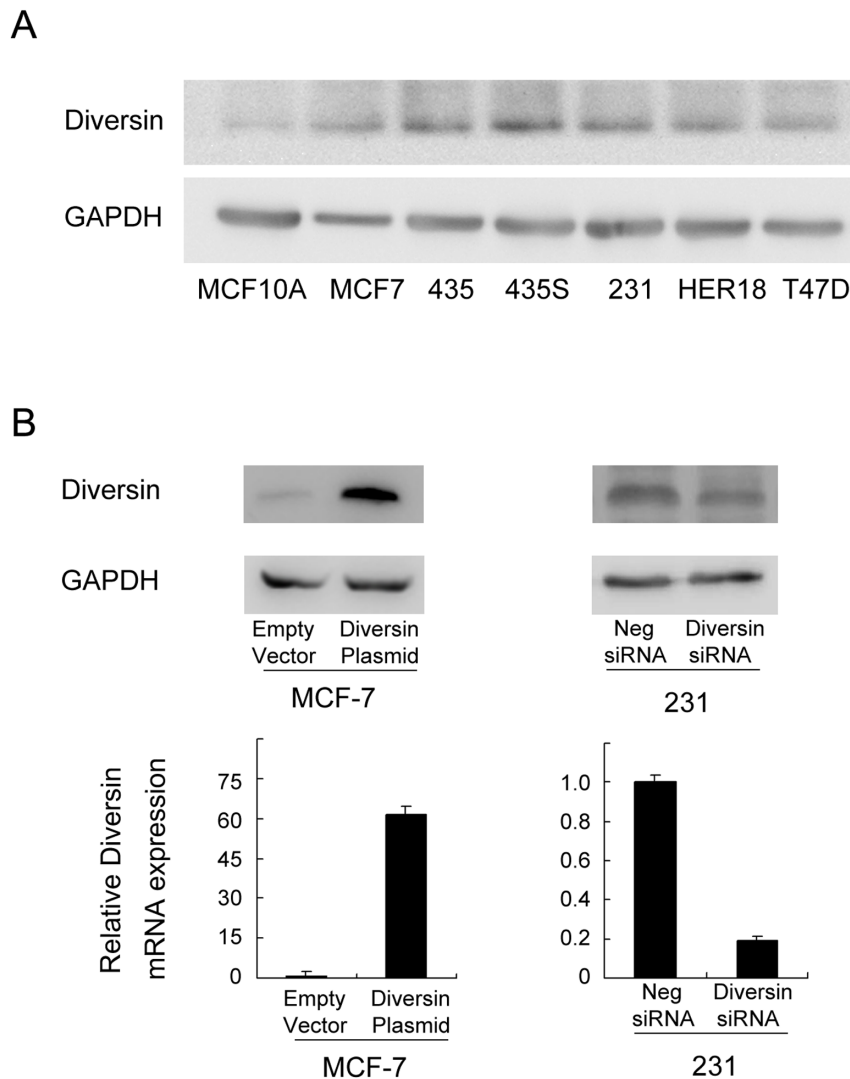 A
Diversin
GAPDH
MCF10A MCF7 435 435S 231 HER18 T47D
B
Diversin
GAPDH
Empty Diversin Neg Diversin
Vector Plasmid siRNA siRNA
MCF-7 231
Relative Diversin
mRNA expression
75
60
45
30
15
0
1.0
0.8
0.6
0.4
0.2
0
Empty Diversin Neg Diversin
Vector Plasmid siRNA siRNA
MCF-7 231